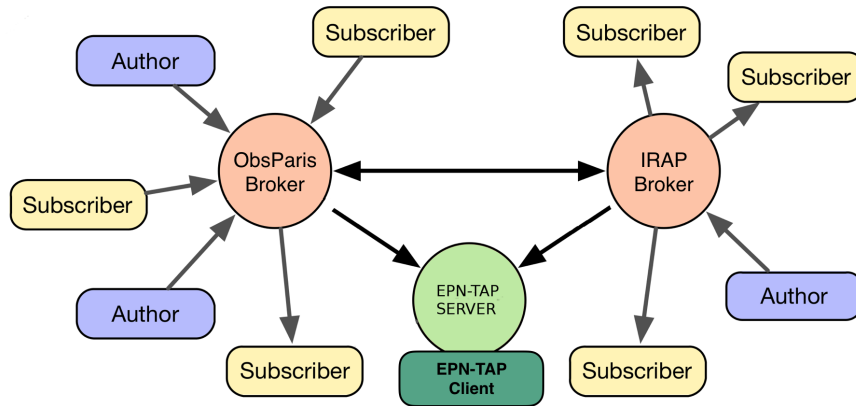 Subscriber
Subscriber
Author
Subscriber
ObsParis
Broker
IRAP
Broker
Subscriber
EPN-TAP
SERVER
Author
Author
Subscriber
EPN-TAP
Client
Subscriber